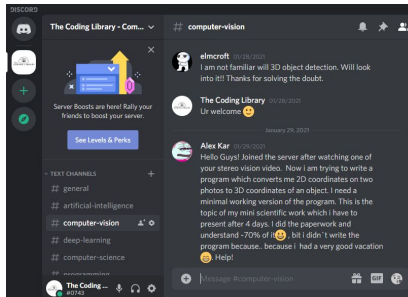 DISCORD
The Coding Library - Com...
Server Boosts are here! Rally your
friends to boost your server.
See Levels & Perks
TEXT CHANNELS
# general
# artificial-intelligence
# computer-vision
# deep-learning
# computer-science
# programming
The Coding ...
#0743
# computer-vision
elmcroft 01/28/2021
I am not familiar will 3D object detection. Will look
into it!! Thanks for solving the doubt.
The Coding Library 01/28/2021
Ur welcome
January 29, 2021
Alex Kar 01/29/2021
Hello Guys! Joined the server after watching one of
your stereo vision video.  Now i am trying to write a
program which converts me 2D coordinates on two
photos to 3D coordinates of an object. I need a
minimal working version of the program. This is the
topic of my mini scientific work which i have to
present after 4 days. I did the paperwork and
understand ~70% of it , bit i didn`t write the
program because.. because i  had a very good vacation
. Help!
Message #computer-vision
GIF